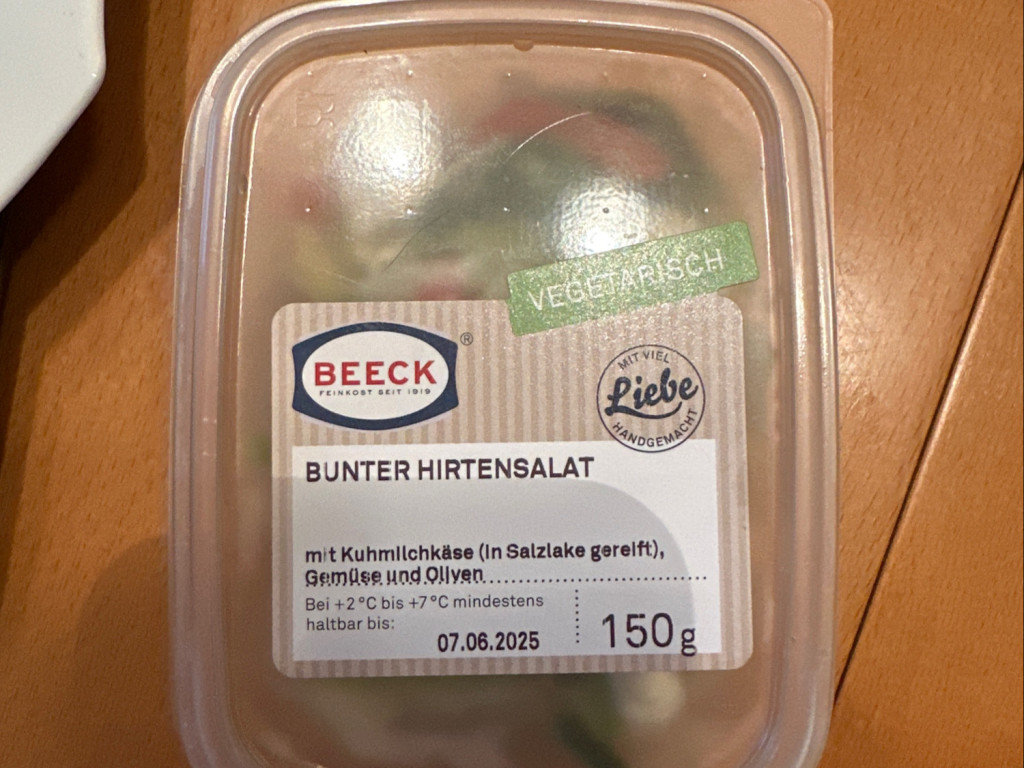 VEGETARISCH
BEECK
®
FEINKOST SEIT 1919
MIT VIEL
Liebe
HANDGEMACHT
BUNTER HIRTENSALAT
mit Kuhmilchkäse (in Salzlake gereift),
Gemüse und Oliven
Bei +2°C bis +7°C mindestens
haltbar bis:
07.06.2025
150g